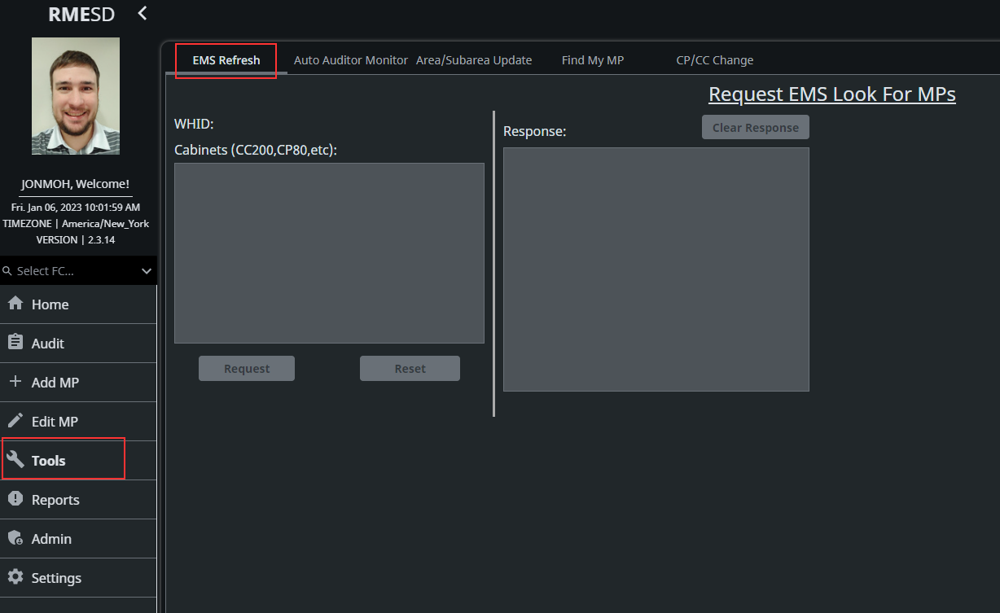 RMESD
JONMOH, Welcome!
Fri. Jan 06, 2023 10:01:59 AM
TIMEZONE | America/New_York
VERSION | 2.3.14
Select FC...
Home
Audit
Add MP
Edit MP
Tools
Reports
Admin
Settings
EMS Refresh Auto Auditor Monitor Area/Subarea Update Find My MP CP/CC Change
Request EMS Look For MPs
WHID:
Cabinets (CC200,CP80,etc):
Request Reset
Response: Clear Response